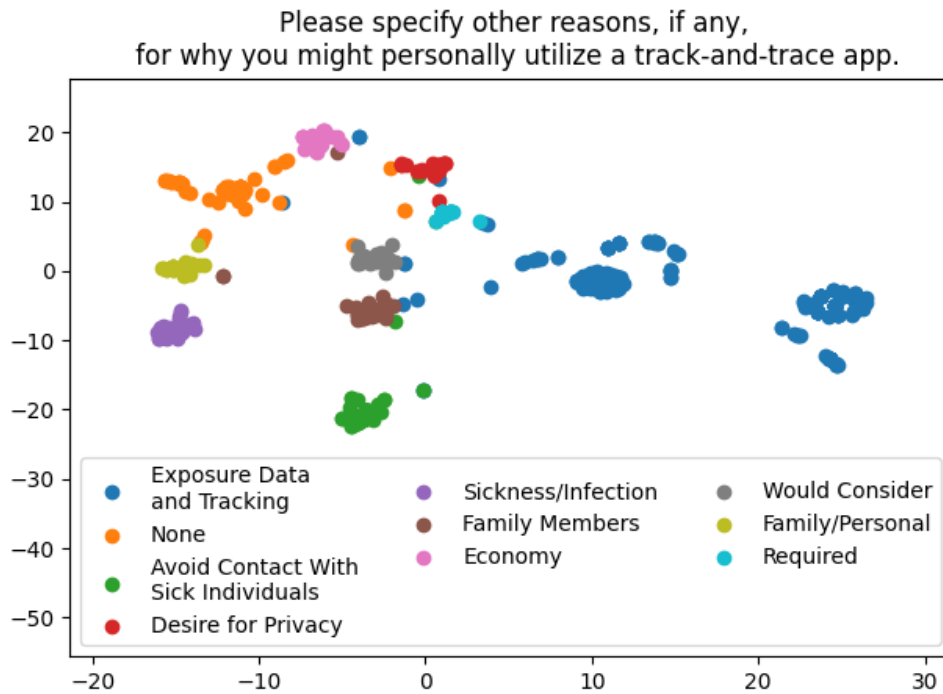 Please specify other reasons, if any,
for why you might personally utilize a track-and-trace app.
20
10
0
−10
−20
−30
−40
−50
Exposure Data
and Tracking
None
Avoid Contact With
Sick Individuals
Desire for Privacy
Sickness/Infection
Family Members
Economy
Would Consider
Family/Personal
Required
−20
−10
0
10
20
30